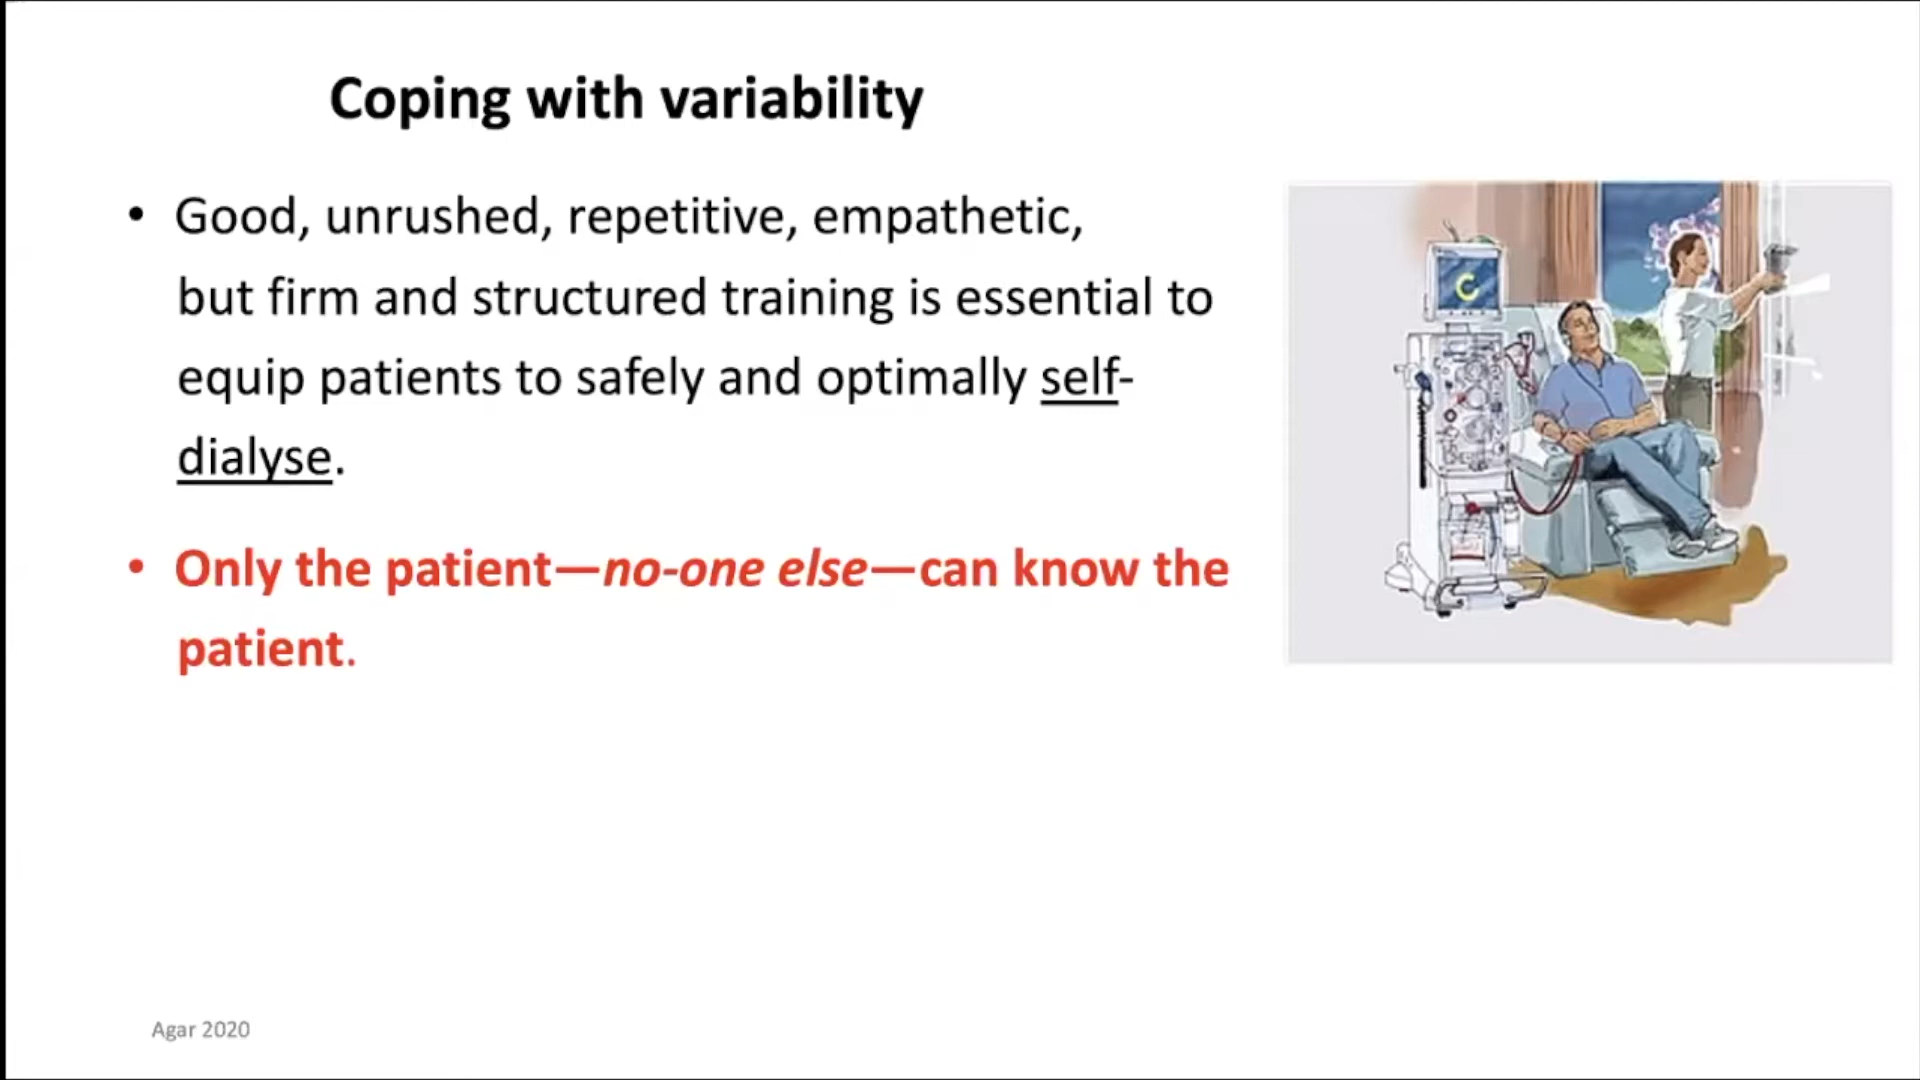 Coping with variability
• Good, unrushed, repetitive, empathetic,
but firm and structured training is essential to
equip patients to safely and optimally self-
dialyse.
• Only the patient—no-one else—can know the
patient.
Agar 2020